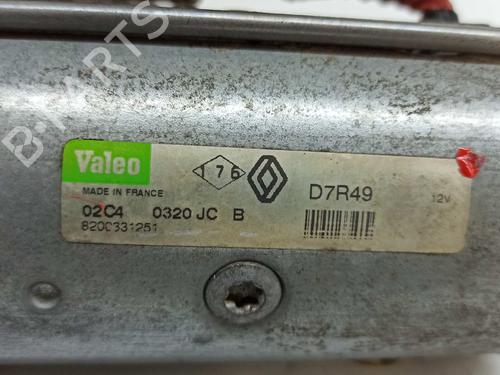 B-PARTS
Valeo
176
MADE IN FRANCE
D7R49
12V
02C4 0320 JC B
8200331251